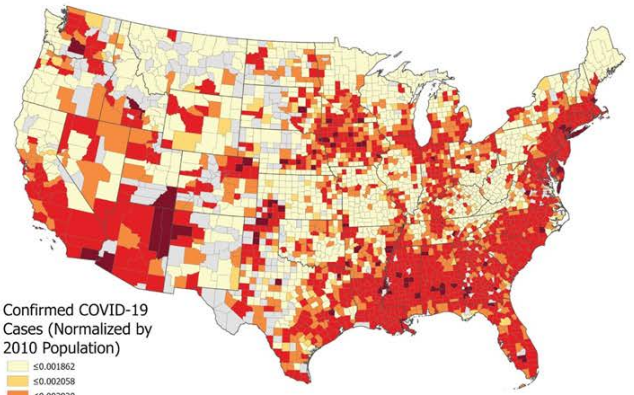 Confirmed COVID-19
Cases (Normalized by
2010 Population)
≤0.001862
≤0.002058